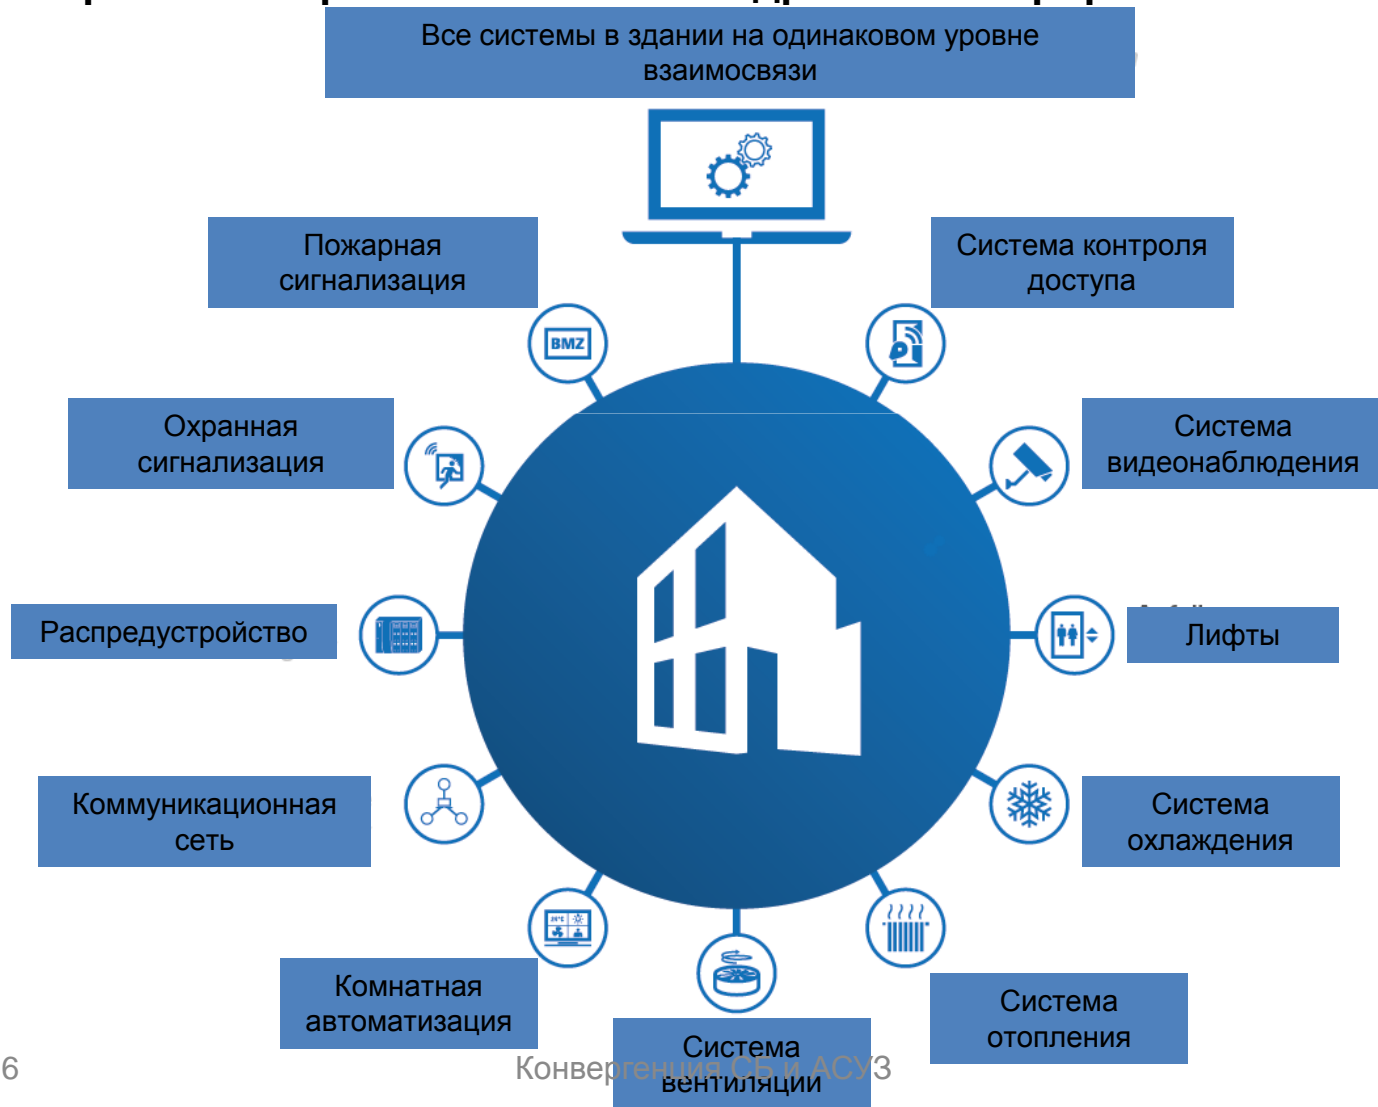 Все системы в здании на одинаковом уровне
взаимосвязи
Пожарная
сигнализация
Система контроля
доступа
BMZ
Охранная
сигнализация
Система
видеонаблюдения
Распредустройство
Лифты
Коммуникационная
сеть
Система
охлаждения
Комнатная
автоматизация
Система
отопления
Система
вентиляции
6
Конвергенция СБ и АСУЗ